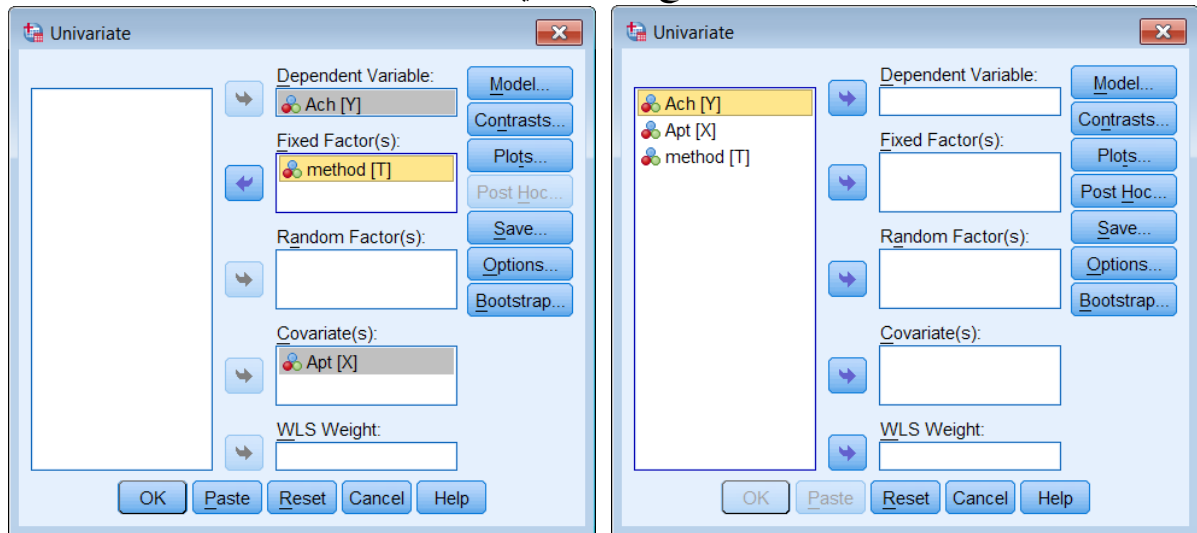 Univariate
Dependent Variable:
Ach [Y]
Fixed Factor(s):
method [T]
Random Factor(s):
Covariate(s):
Apt [X]
WLS Weight:
Model...
Contrasts...
Plots...
Post Hoc...
Save...
Options...
Bootstrap...
OK Paste Reset Cancel Help
Univariate
Ach [Y]
Apt [X]
method [T]
Dependent Variable:
Fixed Factor(s):
Random Factor(s):
Covariate(s):
WLS Weight:
Model...
Contrasts...
Plots...
Post Hoc...
Save...
Options...
Bootstrap...
OK Paste Reset Cancel Help